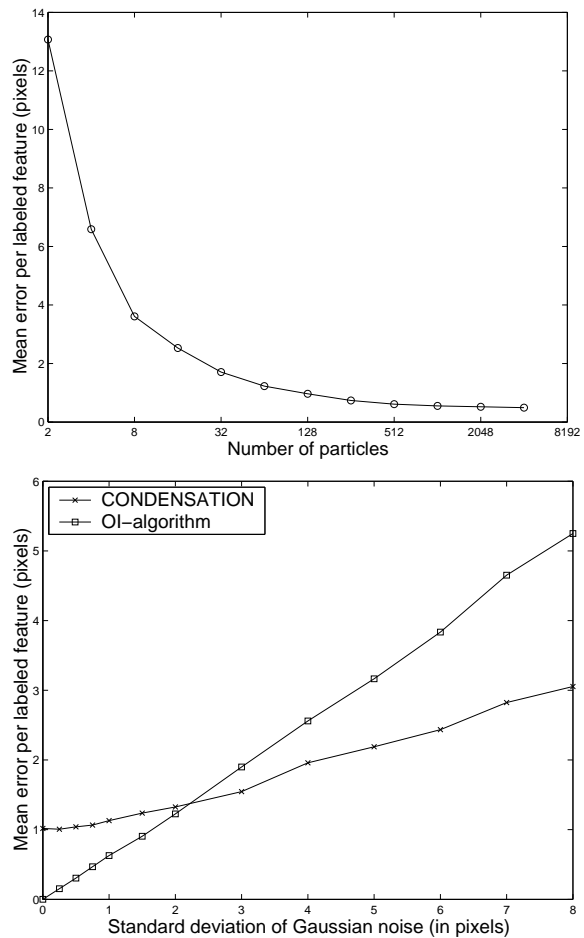 14
12
10
8
6
4
2
0
Mean error per labeled feature (pixels)
2 8 32 128 512 2048 8192
Number of particles
6
5
4
3
2
1
0
Mean error per labeled feature (pixels)
CONDENSATION
OI−algorithm
0 1 2 3 4 5 6 7 8
Standard deviation of Gaussian noise (in pixels)